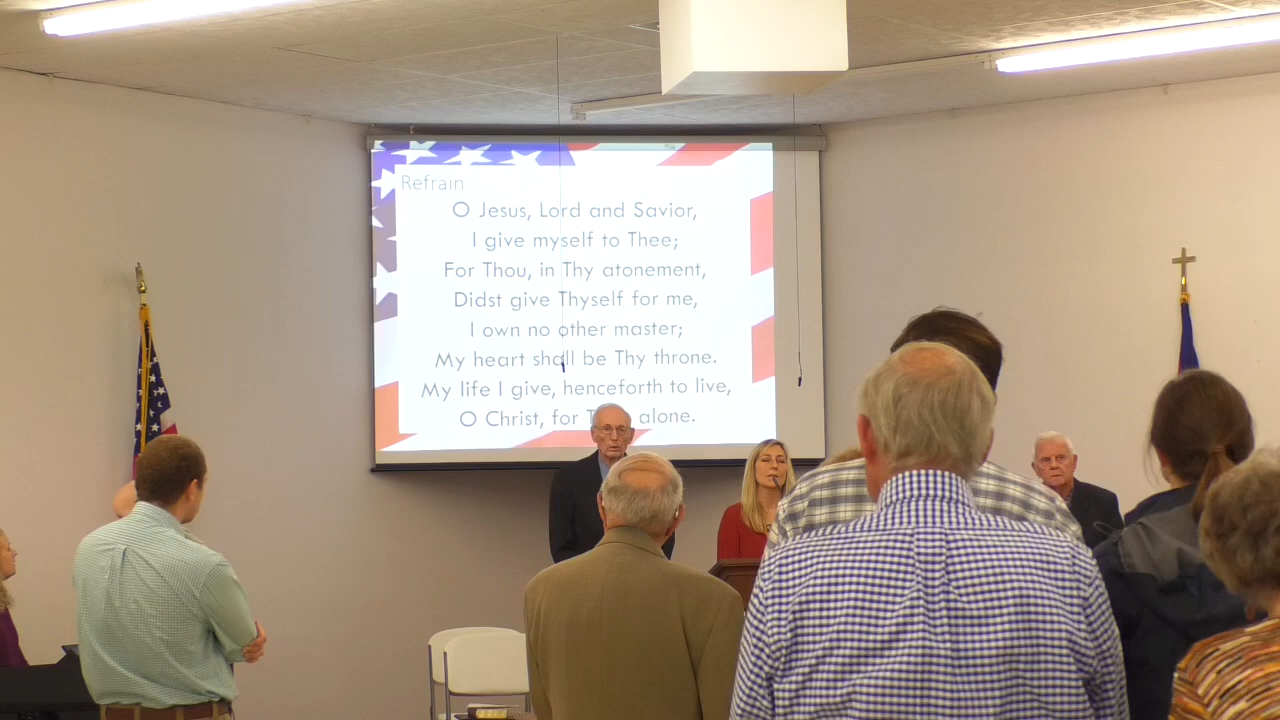 Refrain
O Jesus, Lord and Savior,
I give myself to Thee;
For Thou, in Thy atonement,
Didst give Thyself for me,
I own no other master;
My heart shall be Thy throne.
My life I give, henceforth to live,
O Christ, for alone.